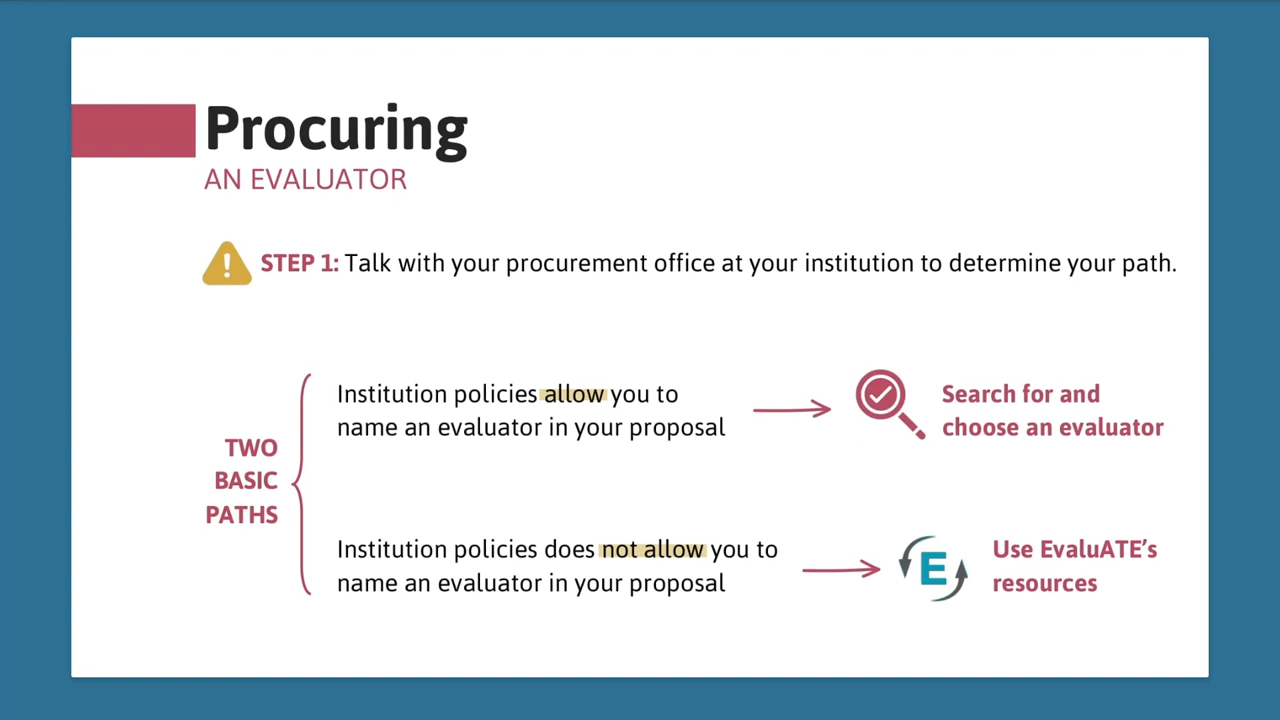 Procuring
AN EVALUATOR
STEP 1: Talk with your procurement office at your institution to determine your path.
TWO
BASIC
PATHS
Institution policies allow you to
name an evaluator in your proposal
Search for and
choose an evaluator
Institution policies does not allow you to
name an evaluator in your proposal
E
Use EvaluATE’s
resources